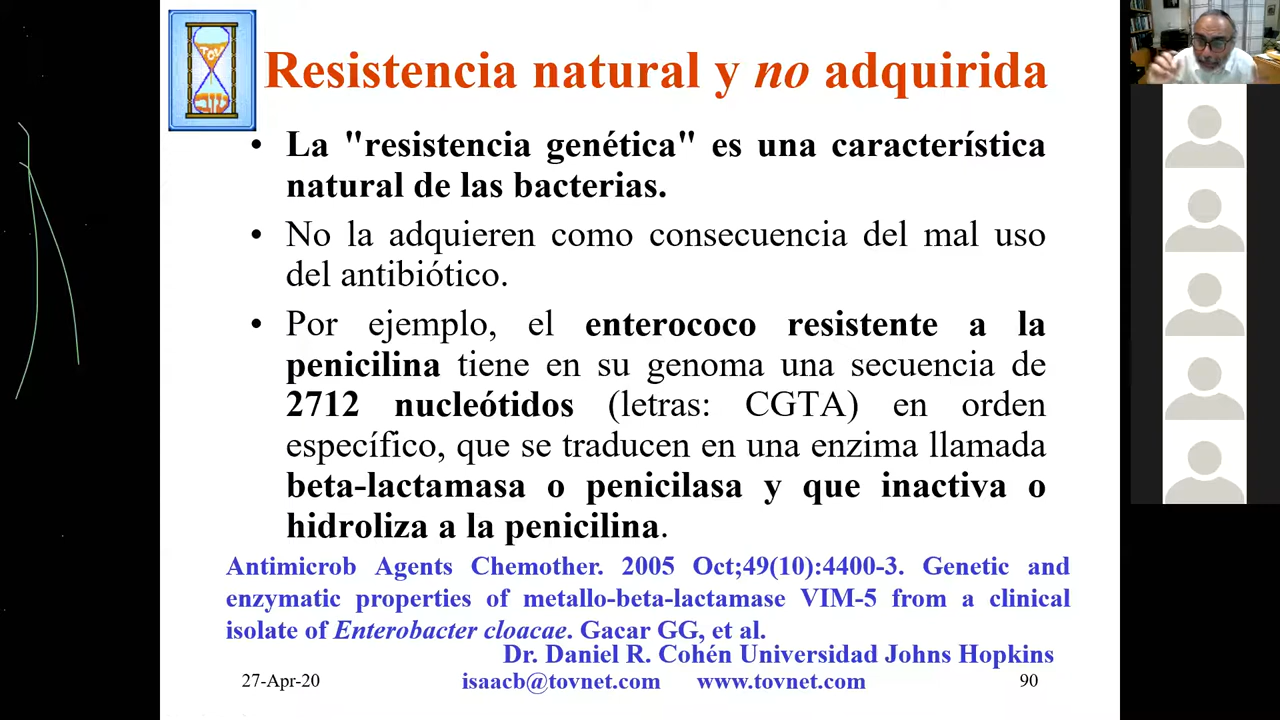 Resistencia natural y no adquirida
• La "resistencia genética" es una característica
natural de las bacterias.
• No la adquieren como consecuencia del mal uso
del antibiótico.
• Por ejemplo, el enterococo resistente a la
penicilina tiene en su genoma una secuencia de
2712 nucleótidos (letras: CGTA) en orden
específico, que se traducen en una enzima llamada
beta-lactamasa o penicilasa y que inactiva o
hidroliza a la penicilina.
Antimicrob Agents Chemother. 2005 Oct;49(10):4400-3. Genetic and
enzymatic properties of metallo-beta-lactamase VIM-5 from a clinical
isolate of Enterobacter cloacae. Gacar GG, et al.
Dr. Daniel R. Cohén Universidad Johns Hopkins
27-Apr-20 isaacb@tovnet.com www.tovnet.com 90